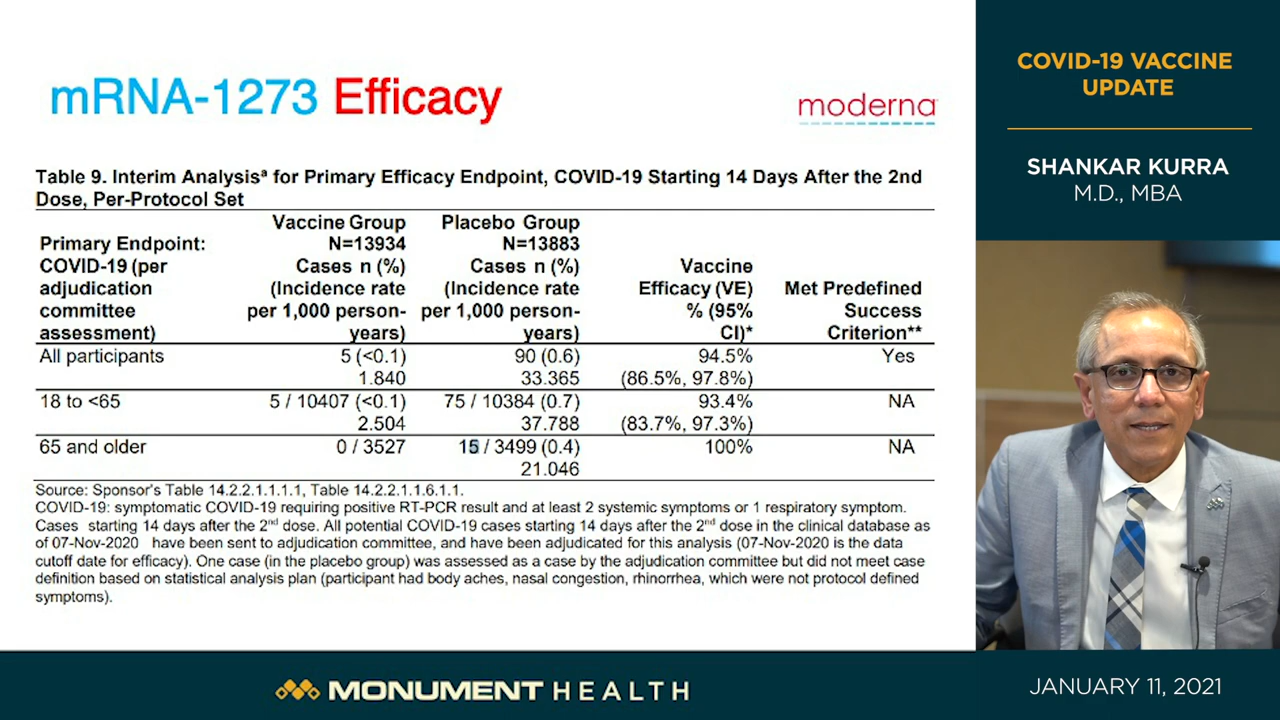 mRNA-1273 Efficacy
moderna
Table 9. Interim Analysisᵃ for Primary Efficacy Endpoint, COVID-19 Starting 14 Days After the 2nd
Dose, Per-Protocol Set
Primary Endpoint:
COVID-19 (per
adjudication
committee
assessment)
Vaccine Group
N=13934
Cases n (%)
(Incidence rate
per 1,000 person-
years)
Placebo Group
N=13883
Cases n (%)
(Incidence rate
per 1,000 person-
years)
Vaccine
Efficacy (VE)
% (95%
CI)*
Met Predefined
Success
Criterion**
All participants 5 (<0.1) 90 (0.6) 94.5% Yes
1.840 33.365 (86.5%, 97.8%)
18 to <65 5 / 10407 (<0.1) 75 / 10384 (0.7) 93.4% NA
2.504 37.788 (83.7%, 97.3%)
65 and older 0 / 3527 15 / 3499 (0.4) 100% NA
21.046
Source: Sponsor's Table 14.2.2.1.1.1.1, Table 14.2.2.1.1.6.1.1.
COVID-19: symptomatic COVID-19 requiring positive RT-PCR result and at least 2 systemic symptoms or 1 respiratory symptom.
Cases starting 14 days after the 2ⁿᵈ dose. All potential COVID-19 cases starting 14 days after the 2ⁿᵈ dose in the clinical database as
of 07-Nov-2020 have been sent to adjudication committee, and have been adjudicated for this analysis (07-Nov-2020 is the data
cutoff date for efficacy). One case (in the placebo group) was assessed as a case by the adjudication committee but did not meet case
definition based on statistical analysis plan (participant had body aches, nasal congestion, rhinorrhea, which were not protocol defined
symptoms).
COVID-19 VACCINE
UPDATE
SHANKAR KURRA
M.D., MBA
MONUMENT HEALTH
JANUARY 11, 2021